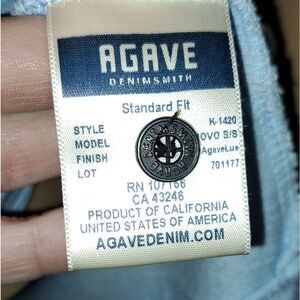 AGAVE
DENIMSMITH
Standard Fit
STYLE K-1420
MODEL OVO S/S
FINISH AgaveLux
LOT 701177
DENIMSMITH
RN 107166
CA 43246
PRODUCT OF CALIFORNIA
UNITED STATES OF AMERICA
AGAVEDENIM.COM